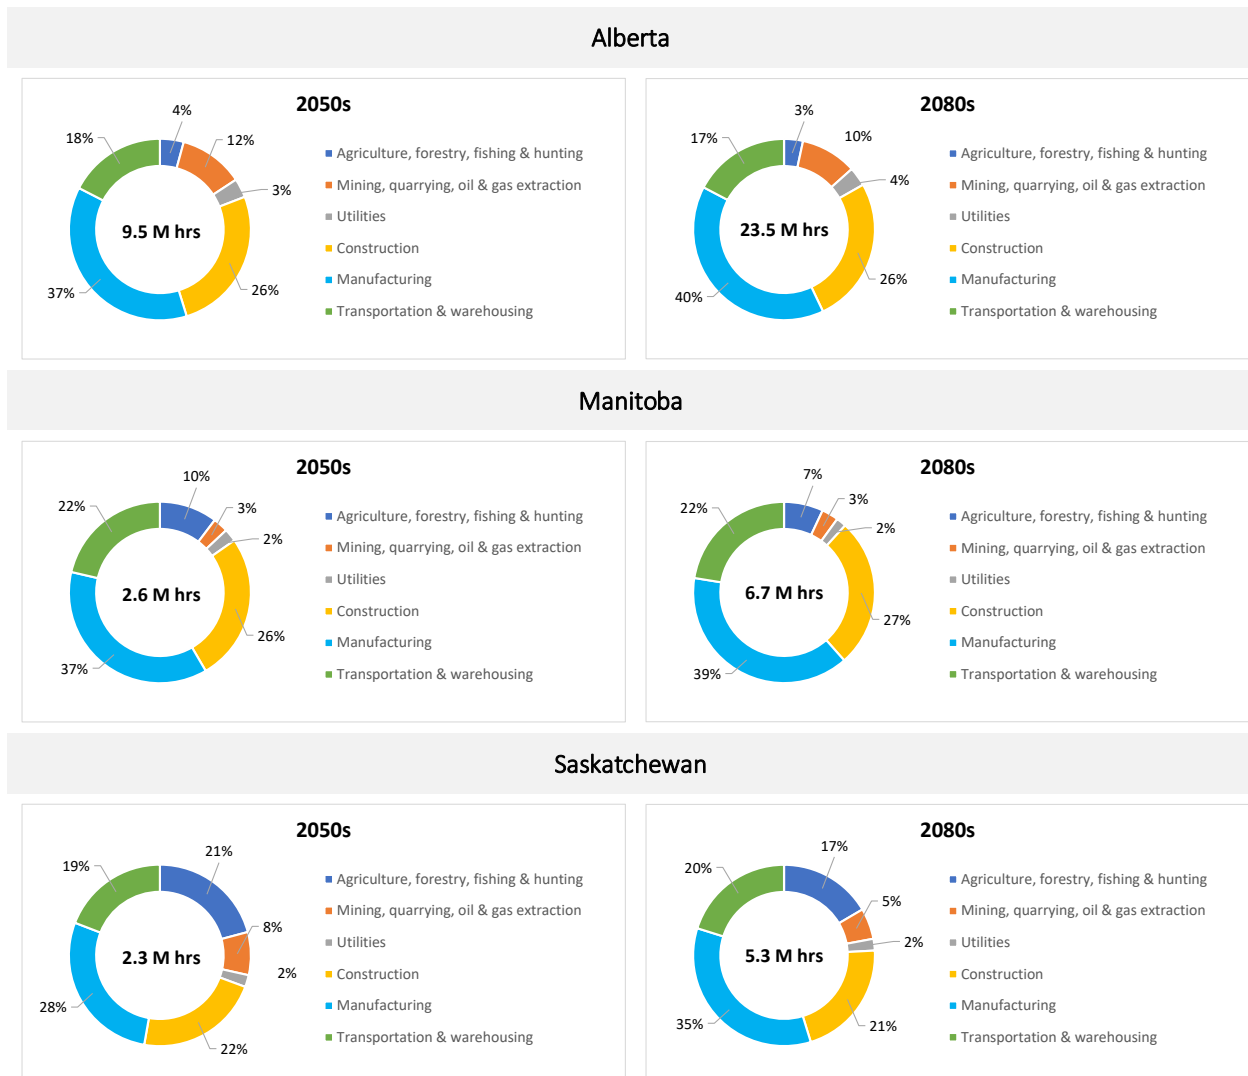 Alberta
2050s
4%
12%
3%
26%
37%
18%
9.5 M hrs
Agriculture, forestry, fishing & hunting
Mining, quarrying, oil & gas extraction
Utilities
Construction
Manufacturing
Transportation & warehousing
2080s
3%
10%
4%
26%
40%
17%
23.5 M hrs
Agriculture, forestry, fishing & hunting
Mining, quarrying, oil & gas extraction
Utilities
Construction
Manufacturing
Transportation & warehousing
Manitoba
2050s
10%
3%
2%
26%
37%
22%
2.6 M hrs
Agriculture, forestry, fishing & hunting
Mining, quarrying, oil & gas extraction
Utilities
Construction
Manufacturing
Transportation & warehousing
2080s
7%
3%
2%
27%
39%
22%
6.7 M hrs
Agriculture, forestry, fishing & hunting
Mining, quarrying, oil & gas extraction
Utilities
Construction
Manufacturing
Transportation & warehousing
Saskatchewan
2050s
21%
8%
2%
22%
28%
19%
2.3 M hrs
Agriculture, forestry, fishing & hunting
Mining, quarrying, oil & gas extraction
Utilities
Construction
Manufacturing
Transportation & warehousing
2080s
17%
5%
2%
21%
35%
20%
5.3 M hrs
Agriculture, forestry, fishing & hunting
Mining, quarrying, oil & gas extraction
Utilities
Construction
Manufacturing
Transportation & warehousing